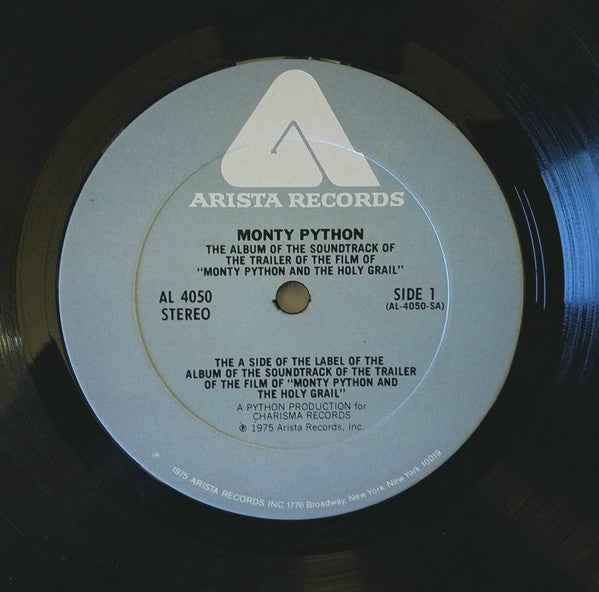 ARISTA RECORDS
MONTY PYTHON
THE ALBUM OF THE SOUNDTRACK OF
THE TRAILER OF THE FILM OF
"MONTY PYTHON AND THE HOLY GRAIL"
AL 4050
STEREO
SIDE 1
(AL-4050-SA)
THE A SIDE OF THE LABEL OF THE
ALBUM OF THE SOUNDTRACK OF THE TRAILER
OF THE FILM OF "MONTY PYTHON AND
THE HOLY GRAIL"
A PYTHON PRODUCTION for
CHARISMA RECORDS
℗ 1975 Arista Records, Inc.
℗ 1975 ARISTA RECORDS INC 1776 Broadway, New York, New York 10019